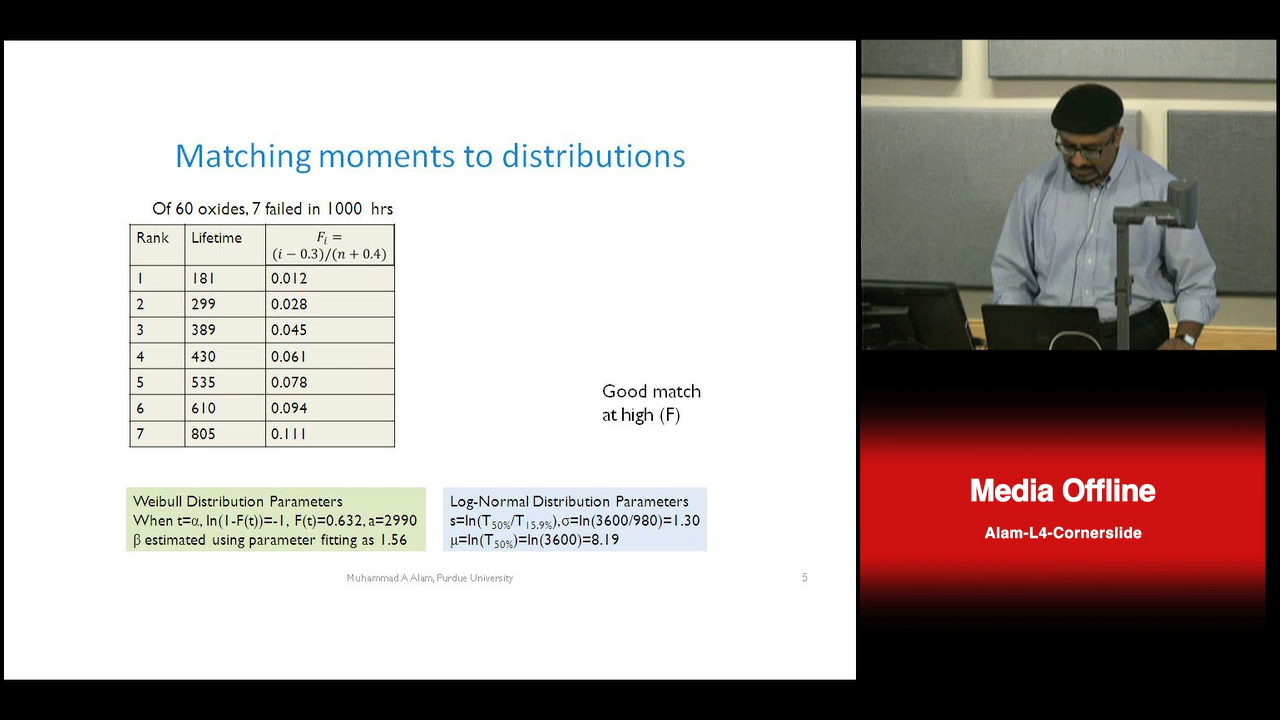 Matching moments to distributions
Of 60 oxides, 7 failed in 1000 hrs
Rank Lifetime F_i = (i − 0.3)/(n + 0.4)
1 181 0.012
2 299 0.028
3 389 0.045
4 430 0.061
5 535 0.078
6 610 0.094
7 805 0.111
Good match
at high (F)
Weibull Distribution Parameters
When t=α, ln(1-F(t))=-1, F(t)=0.632, a=2990
β estimated using parameter fitting as 1.56
Log-Normal Distribution Parameters
s=ln(T50%/T15.9%),σ=ln(3600/980)=1.30
μ=ln(T50%)=ln(3600)=8.19
Muhammad A Alam, Purdue University
5
Media Offline
Alam-L4-Cornerslide